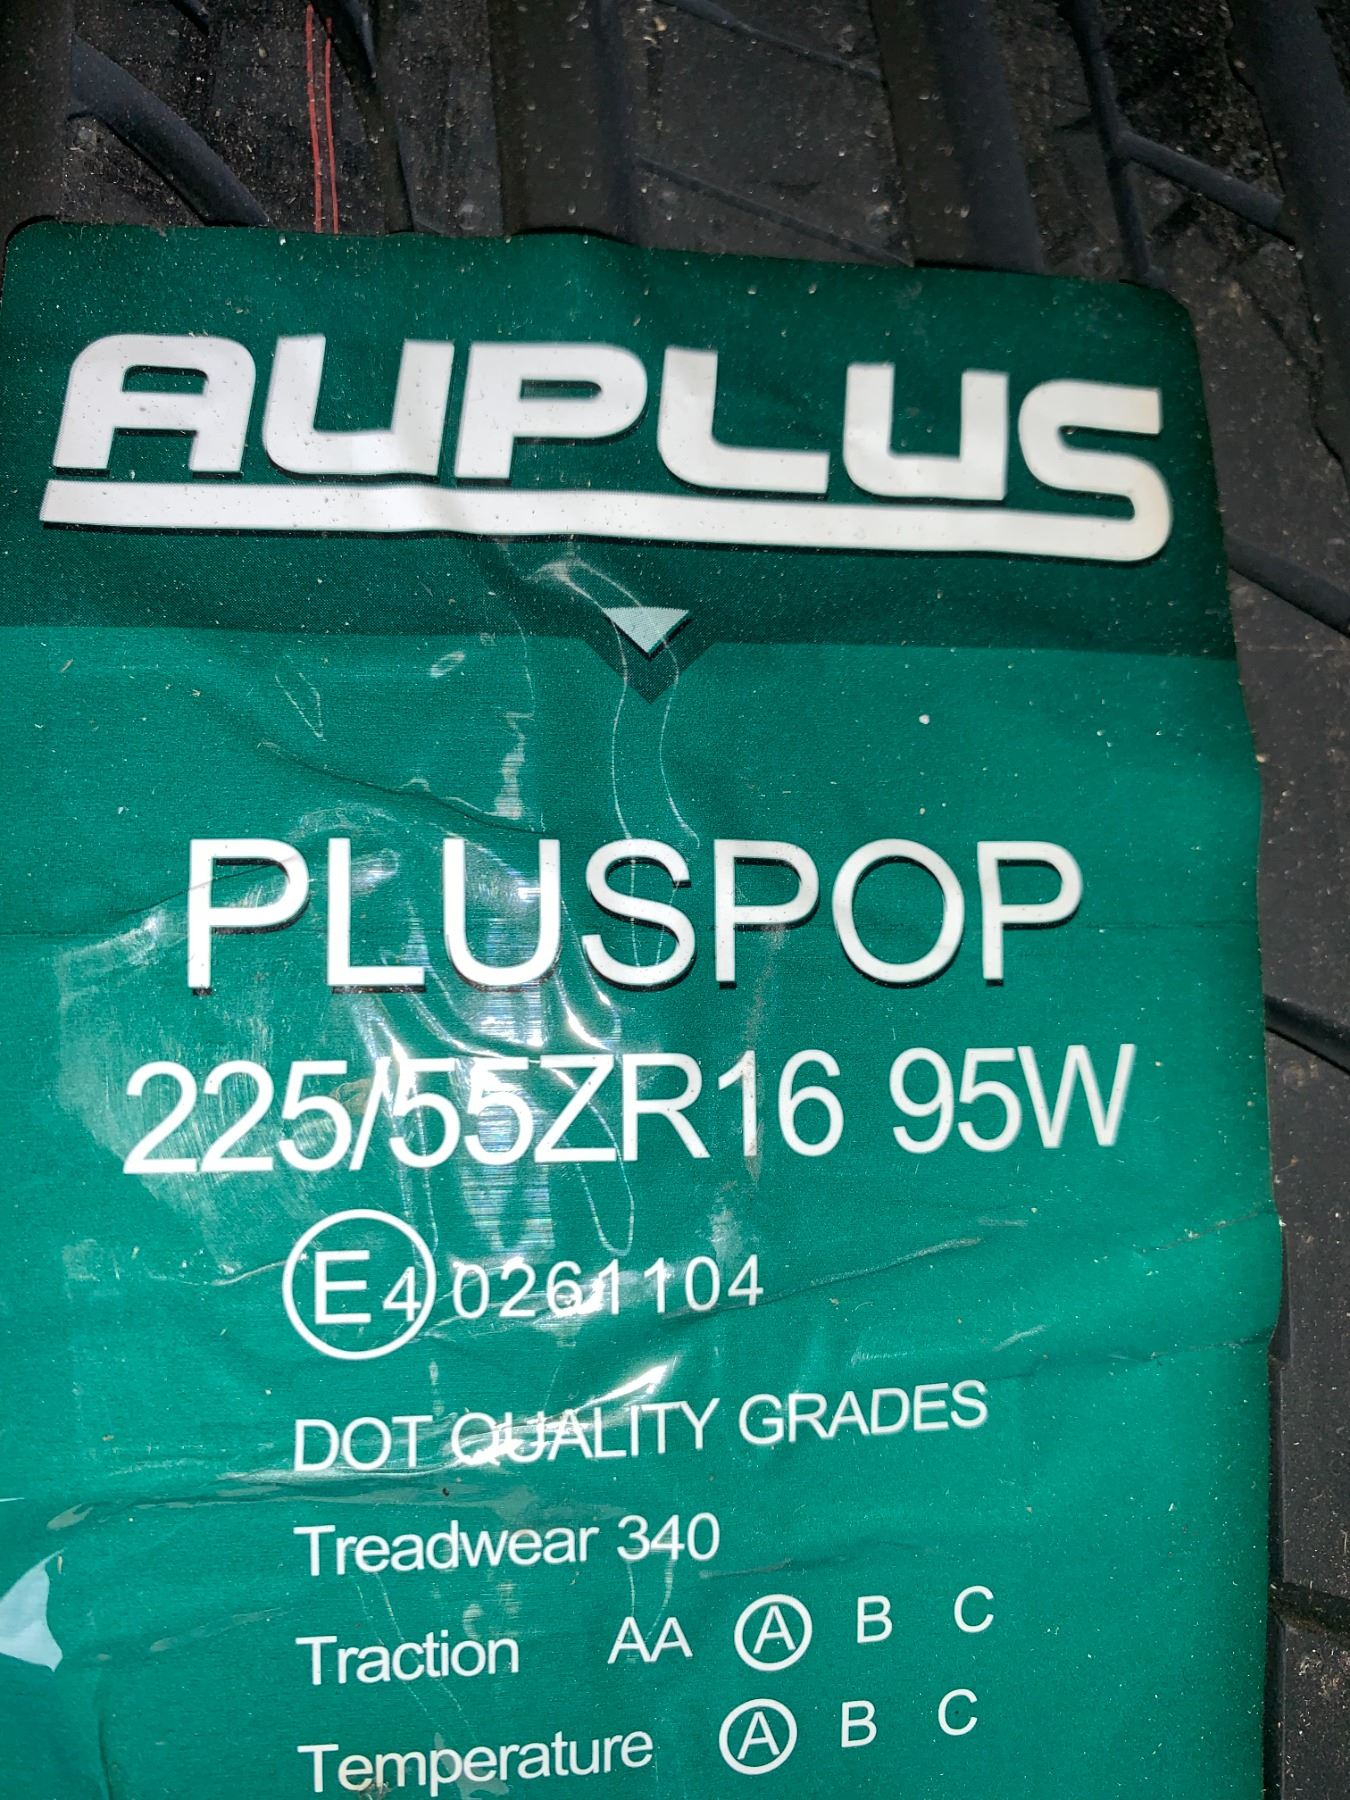 AUPLUS
PLUSPOP
225/55ZR16 95W
E4 0261104
DOT QUALITY GRADES
Treadwear 340
Traction AA A B C
Temperature A B C